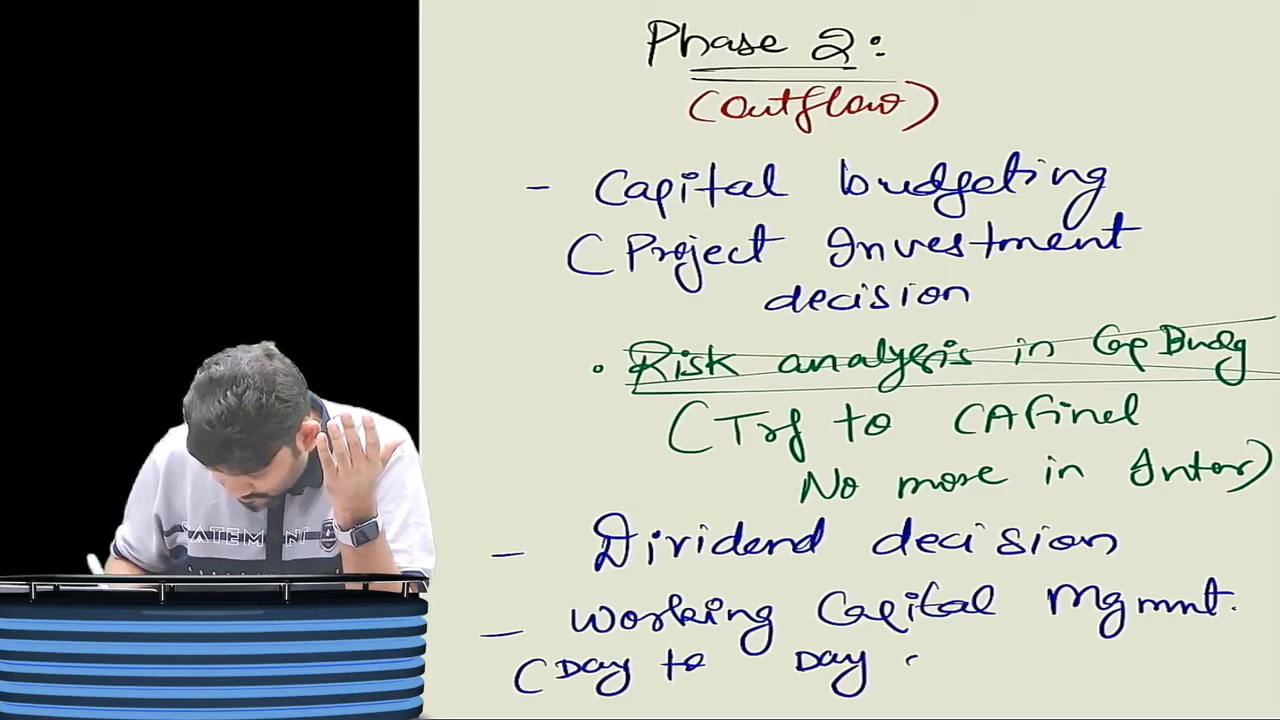 Phase 2:
(Outflow)
- Capital budgeting
(Project Investment
decision
• Risk analysis in Cap Budg
(Trf to CA Final
No more in Inter)
- Dividend decision
- Working Capital Mgmnt.
(Day to Day